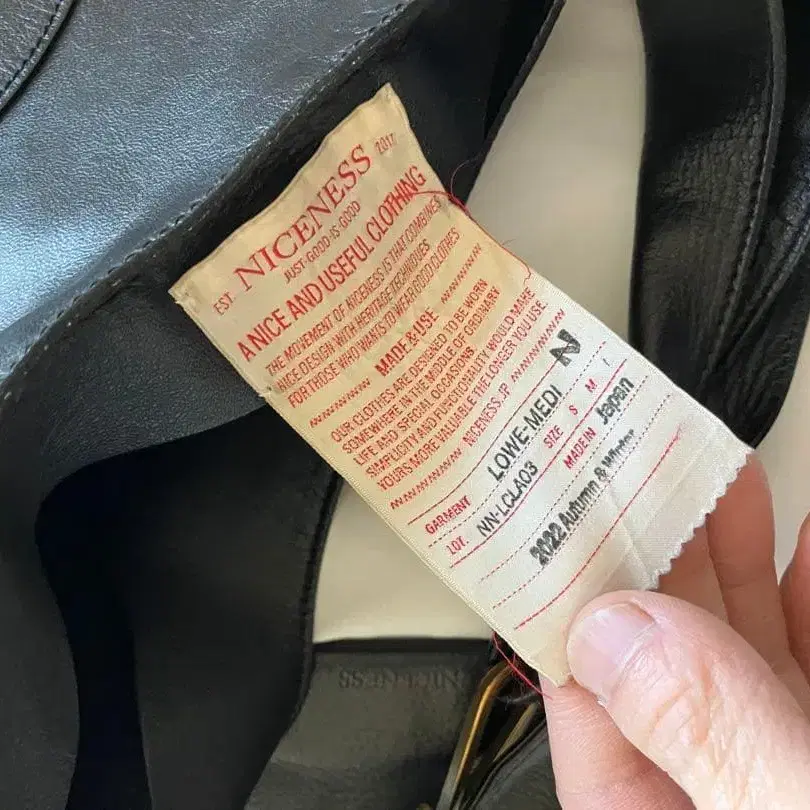 EST. NICENESS 2017
JUST·GOOD·IS·GOOD
A NICE AND USEFUL CLOTHING
THE MOVEMENT OF NICENESS IS THAT COMBINES
NICE DESIGN WITH HERITAGE TECHNIQUES
FOR THOSE WHO WANTS TO WEAR GOOD CLOTHES
MADE & USE
OUR CLOTHES ARE DESIGNED TO BE WORN
SOMEWHERE IN THE MIDDLE OF ORDINARY
LIFE AND SPECIAL OCCASIONS
SIMPLICITY AND FUNCTIONALITY WOULD MAKE
YOURS MORE VALUABLE THE LONGER YOU USE.
NICENESS.JP
GARMENT LOWE-MEDI N
LOT. NN-LCLA03 SIZE S M
MADE IN Japan
2022 Autumn & Winter
NICENESS